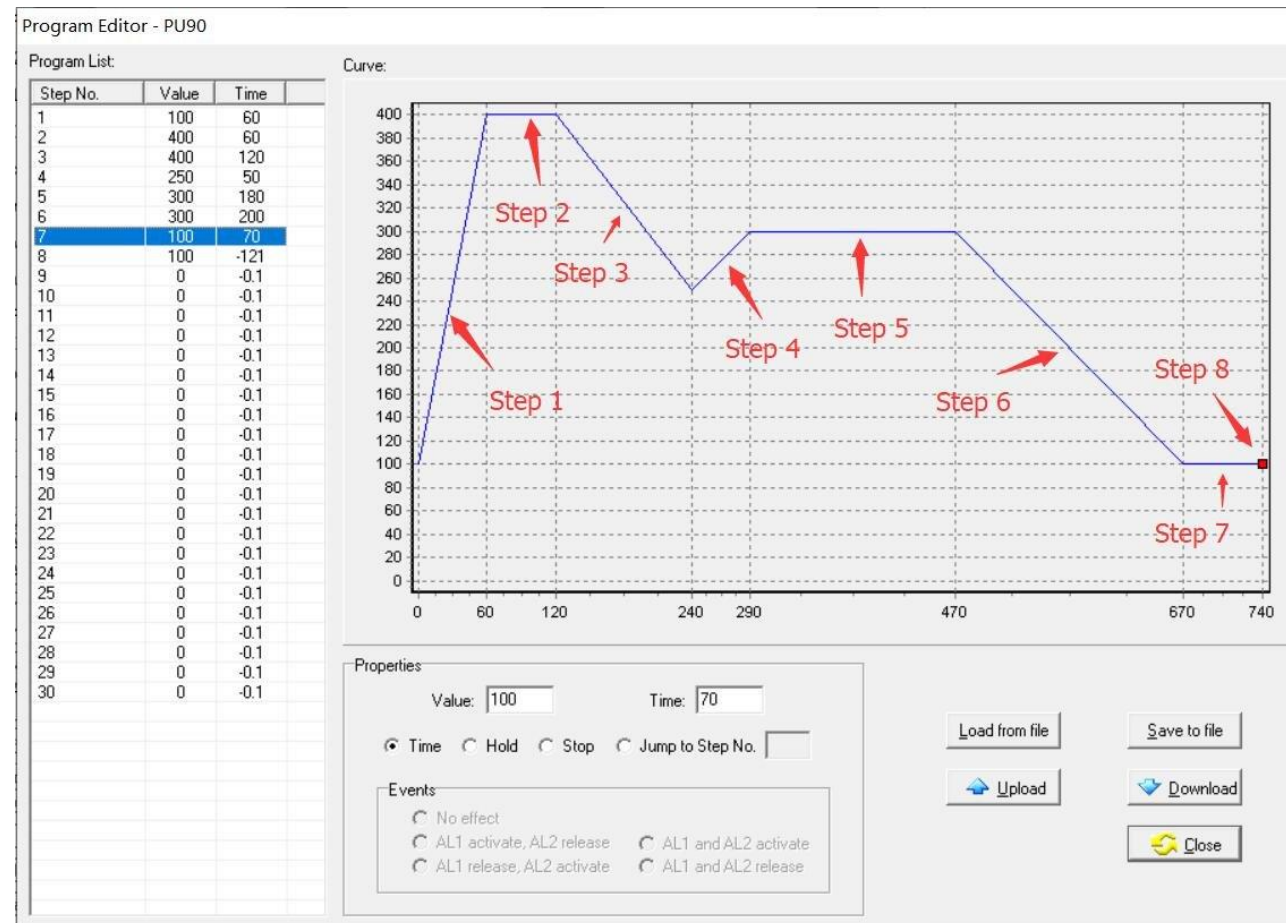 Program Editor - PU90
Program List:
Step No. Value Time
1 100 60
2 400 60
3 400 120
4 250 50
5 300 180
6 300 200
7 100 70
8 100 -121
9 0 -0.1
10 0 -0.1
11 0 -0.1
12 0 -0.1
13 0 -0.1
14 0 -0.1
15 0 -0.1
16 0 -0.1
17 0 -0.1
18 0 -0.1
19 0 -0.1
20 0 -0.1
21 0 -0.1
22 0 -0.1
23 0 -0.1
24 0 -0.1
25 0 -0.1
26 0 -0.1
27 0 -0.1
28 0 -0.1
29 0 -0.1
30 0 -0.1
Curve:
400
380
360
340
320
300
280
260
240
220
200
180
160
140
120
100
80
60
40
20
0
0 60 120 240 290 470 670 740
Step 1
Step 2
Step 3
Step 4
Step 5
Step 6
Step 7
Step 8
Properties
Value: 100 Time: 70
Time Hold Stop Jump to Step No.
Events
No effect
AL1 activate, AL2 release AL1 and AL2 activate
AL1 release, AL2 activate AL1 and AL2 release
Load from file Save to file
Upload Download
Close